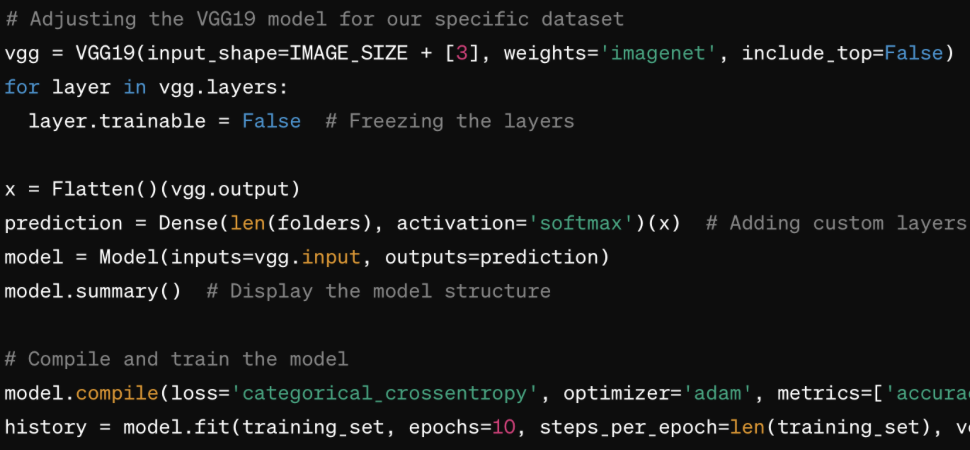 # Adjusting the VGG19 model for our specific dataset
vgg = VGG19(input_shape=IMAGE_SIZE + [3], weights='imagenet', include_top=False)
for layer in vgg.layers:
  layer.trainable = False  # Freezing the layers
x = Flatten()(vgg.output)
prediction = Dense(len(folders), activation='softmax')(x)  # Adding custom layers
model = Model(inputs=vgg.input, outputs=prediction)
model.summary()  # Display the model structure
# Compile and train the model
model.compile(loss='categorical_crossentropy', optimizer='adam', metrics=['accura
history = model.fit(training_set, epochs=10, steps_per_epoch=len(training_set),